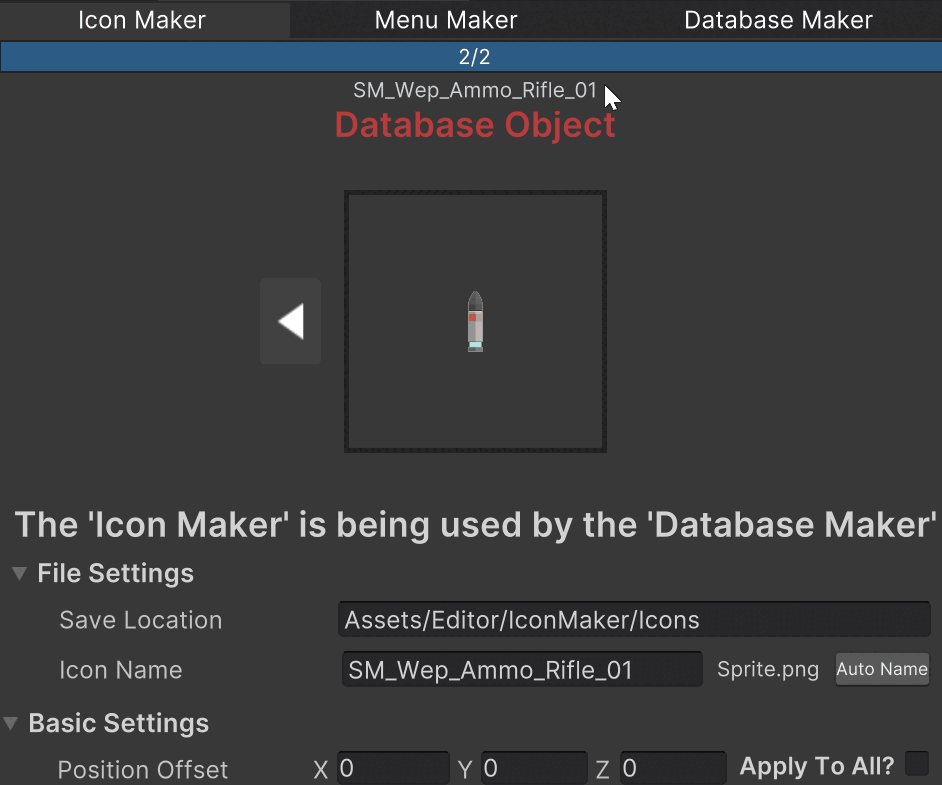 Icon Maker Menu Maker Database Maker
2/2
SM_Wep_Ammo_Rifle_01
Database Object
The 'Icon Maker' is being used by the 'Database Maker'
File Settings
Save Location Assets/Editor/IconMaker/Icons
Icon Name SM_Wep_Ammo_Rifle_01 Sprite.png Auto Name
Basic Settings
Position Offset X 0 Y 0 Z 0 Apply To All?